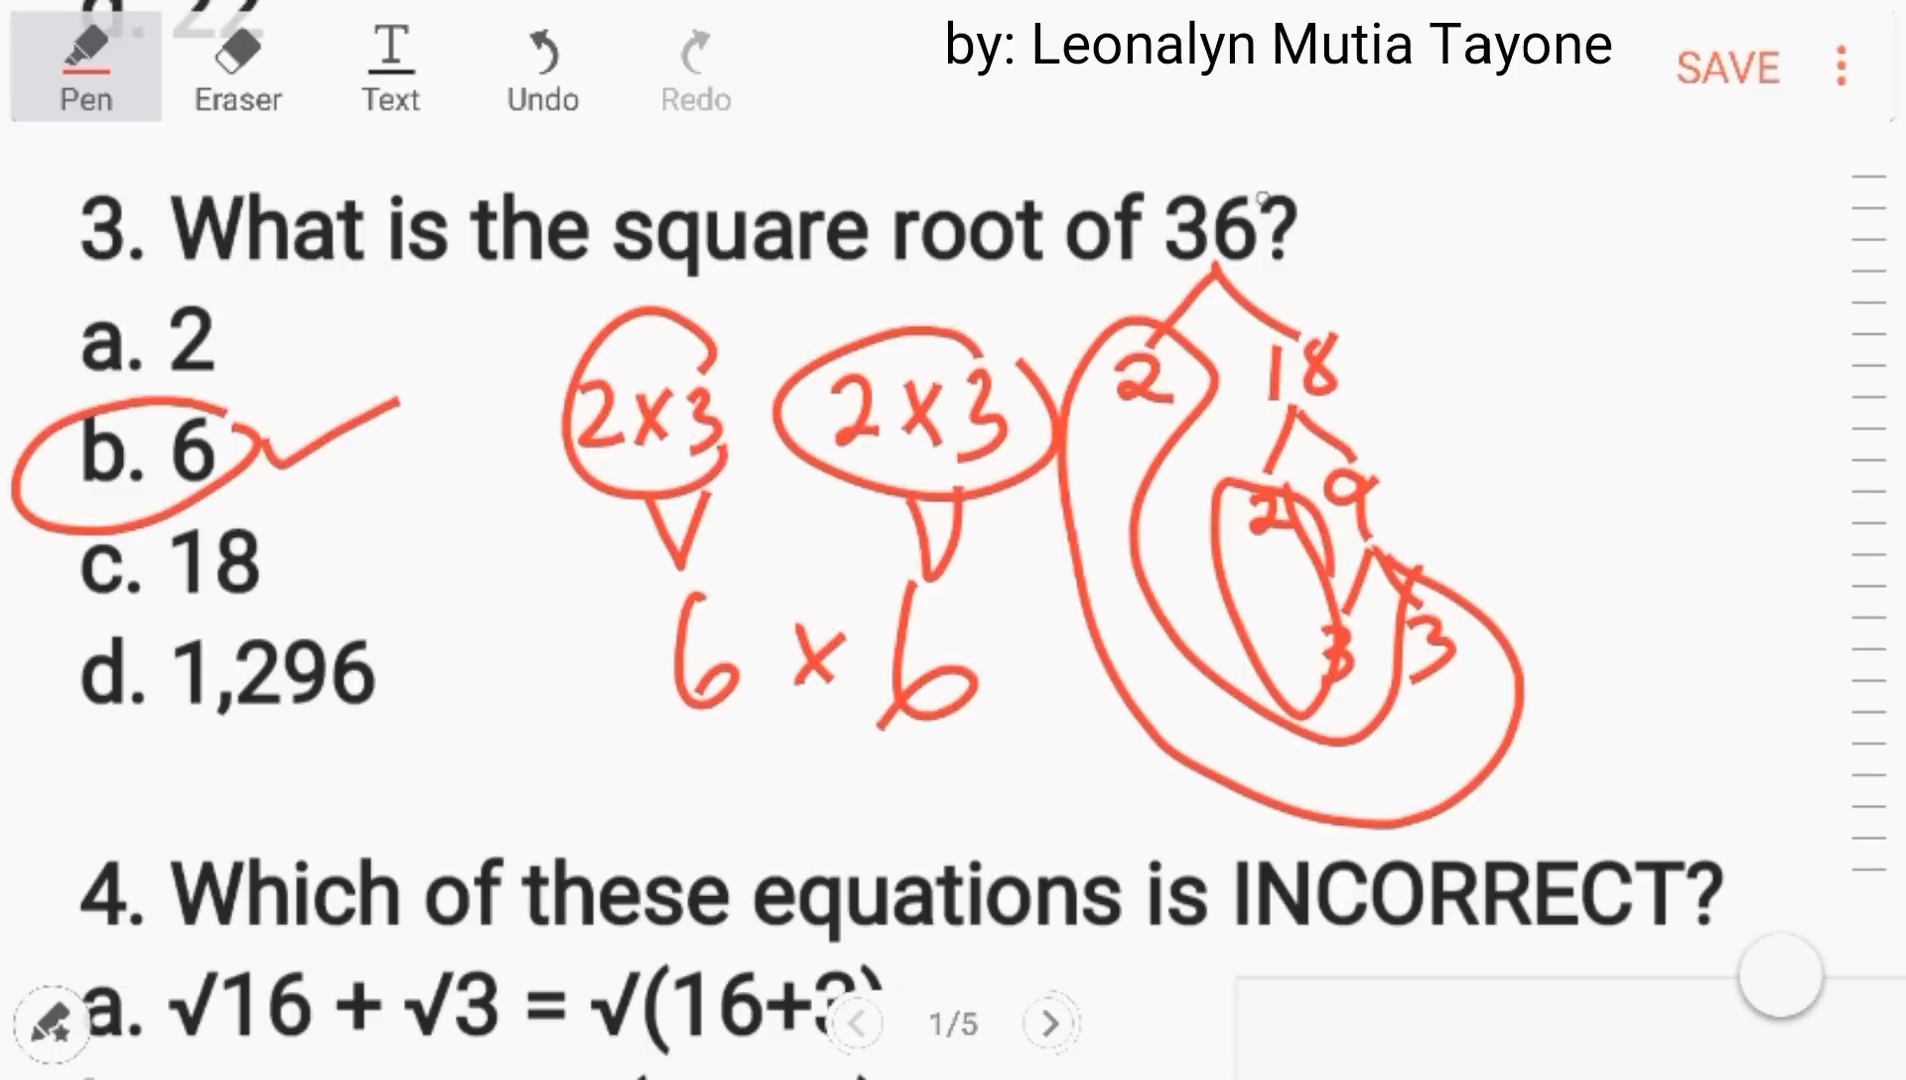 d. 22
by: Leonalyn Mutia Tayone
SAVE
Pen Eraser Text Undo Redo
3. What is the square root of 36?
a. 2
b. 6
c. 18
d. 1,296
2x3 2x3 2 18
2 9
3 3
6 x 6
4. Which of these equations is INCORRECT?
a. √16 + √3 = √(16+3)
1/5